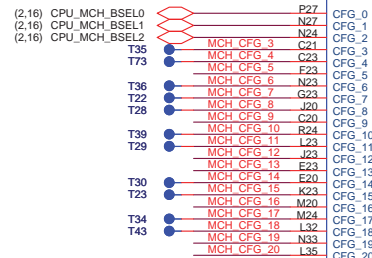 (2,16) CPU_MCH_BSEL0 P27 CFG_0
(2,16) CPU_MCH_BSEL1 N27 CFG_1
(2,16) CPU_MCH_BSEL2 N24 CFG_2
T35 MCH_CFG_3 C21 CFG_3
T73 MCH_CFG_4 C23 CFG_4
MCH_CFG_5 F23 CFG_5
T36 MCH_CFG_6 N23 CFG_6
T22 MCH_CFG_7 G23 CFG_7
T28 MCH_CFG_8 J20 CFG_8
MCH_CFG_9 C20 CFG_9
T39 MCH_CFG_10 R24 CFG_10
T29 MCH_CFG_11 L23 CFG_11
MCH_CFG_12 J23 CFG_12
MCH_CFG_13 E23 CFG_13
T30 MCH_CFG_14 E20 CFG_14
T23 MCH_CFG_15 K23 CFG_15
MCH_CFG_16 M20 CFG_16
T34 MCH_CFG_17 M24 CFG_17
T43 MCH_CFG_18 L32 CFG_18
MCH_CFG_19 N33 CFG_19
MCH_CFG_20 L35 CFG_20